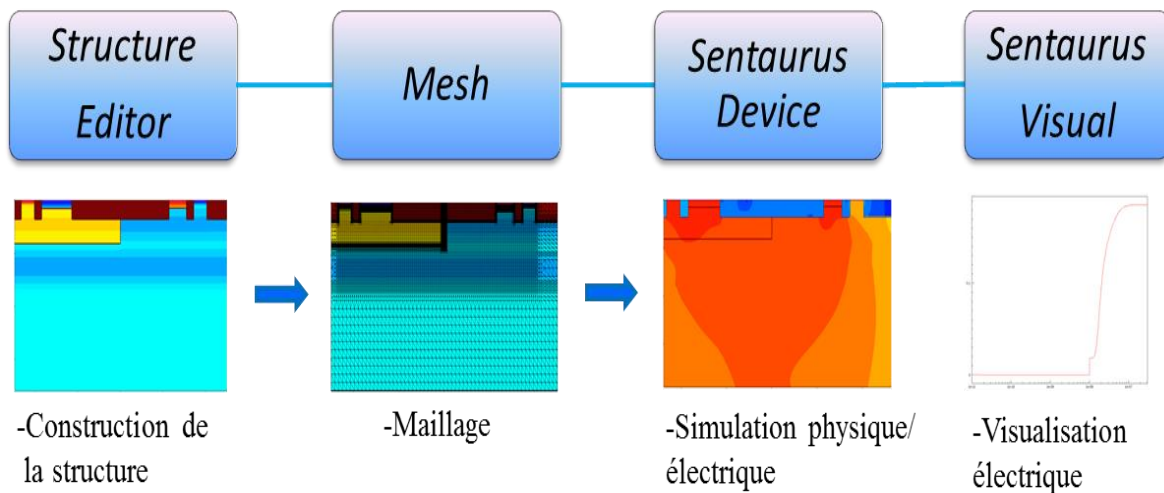 Structure
Editor
Mesh
Sentaurus
Device
Sentaurus
Visual
-Construction de
la structure
-Maillage
-Simulation physique/
électrique
-Visualisation
électrique